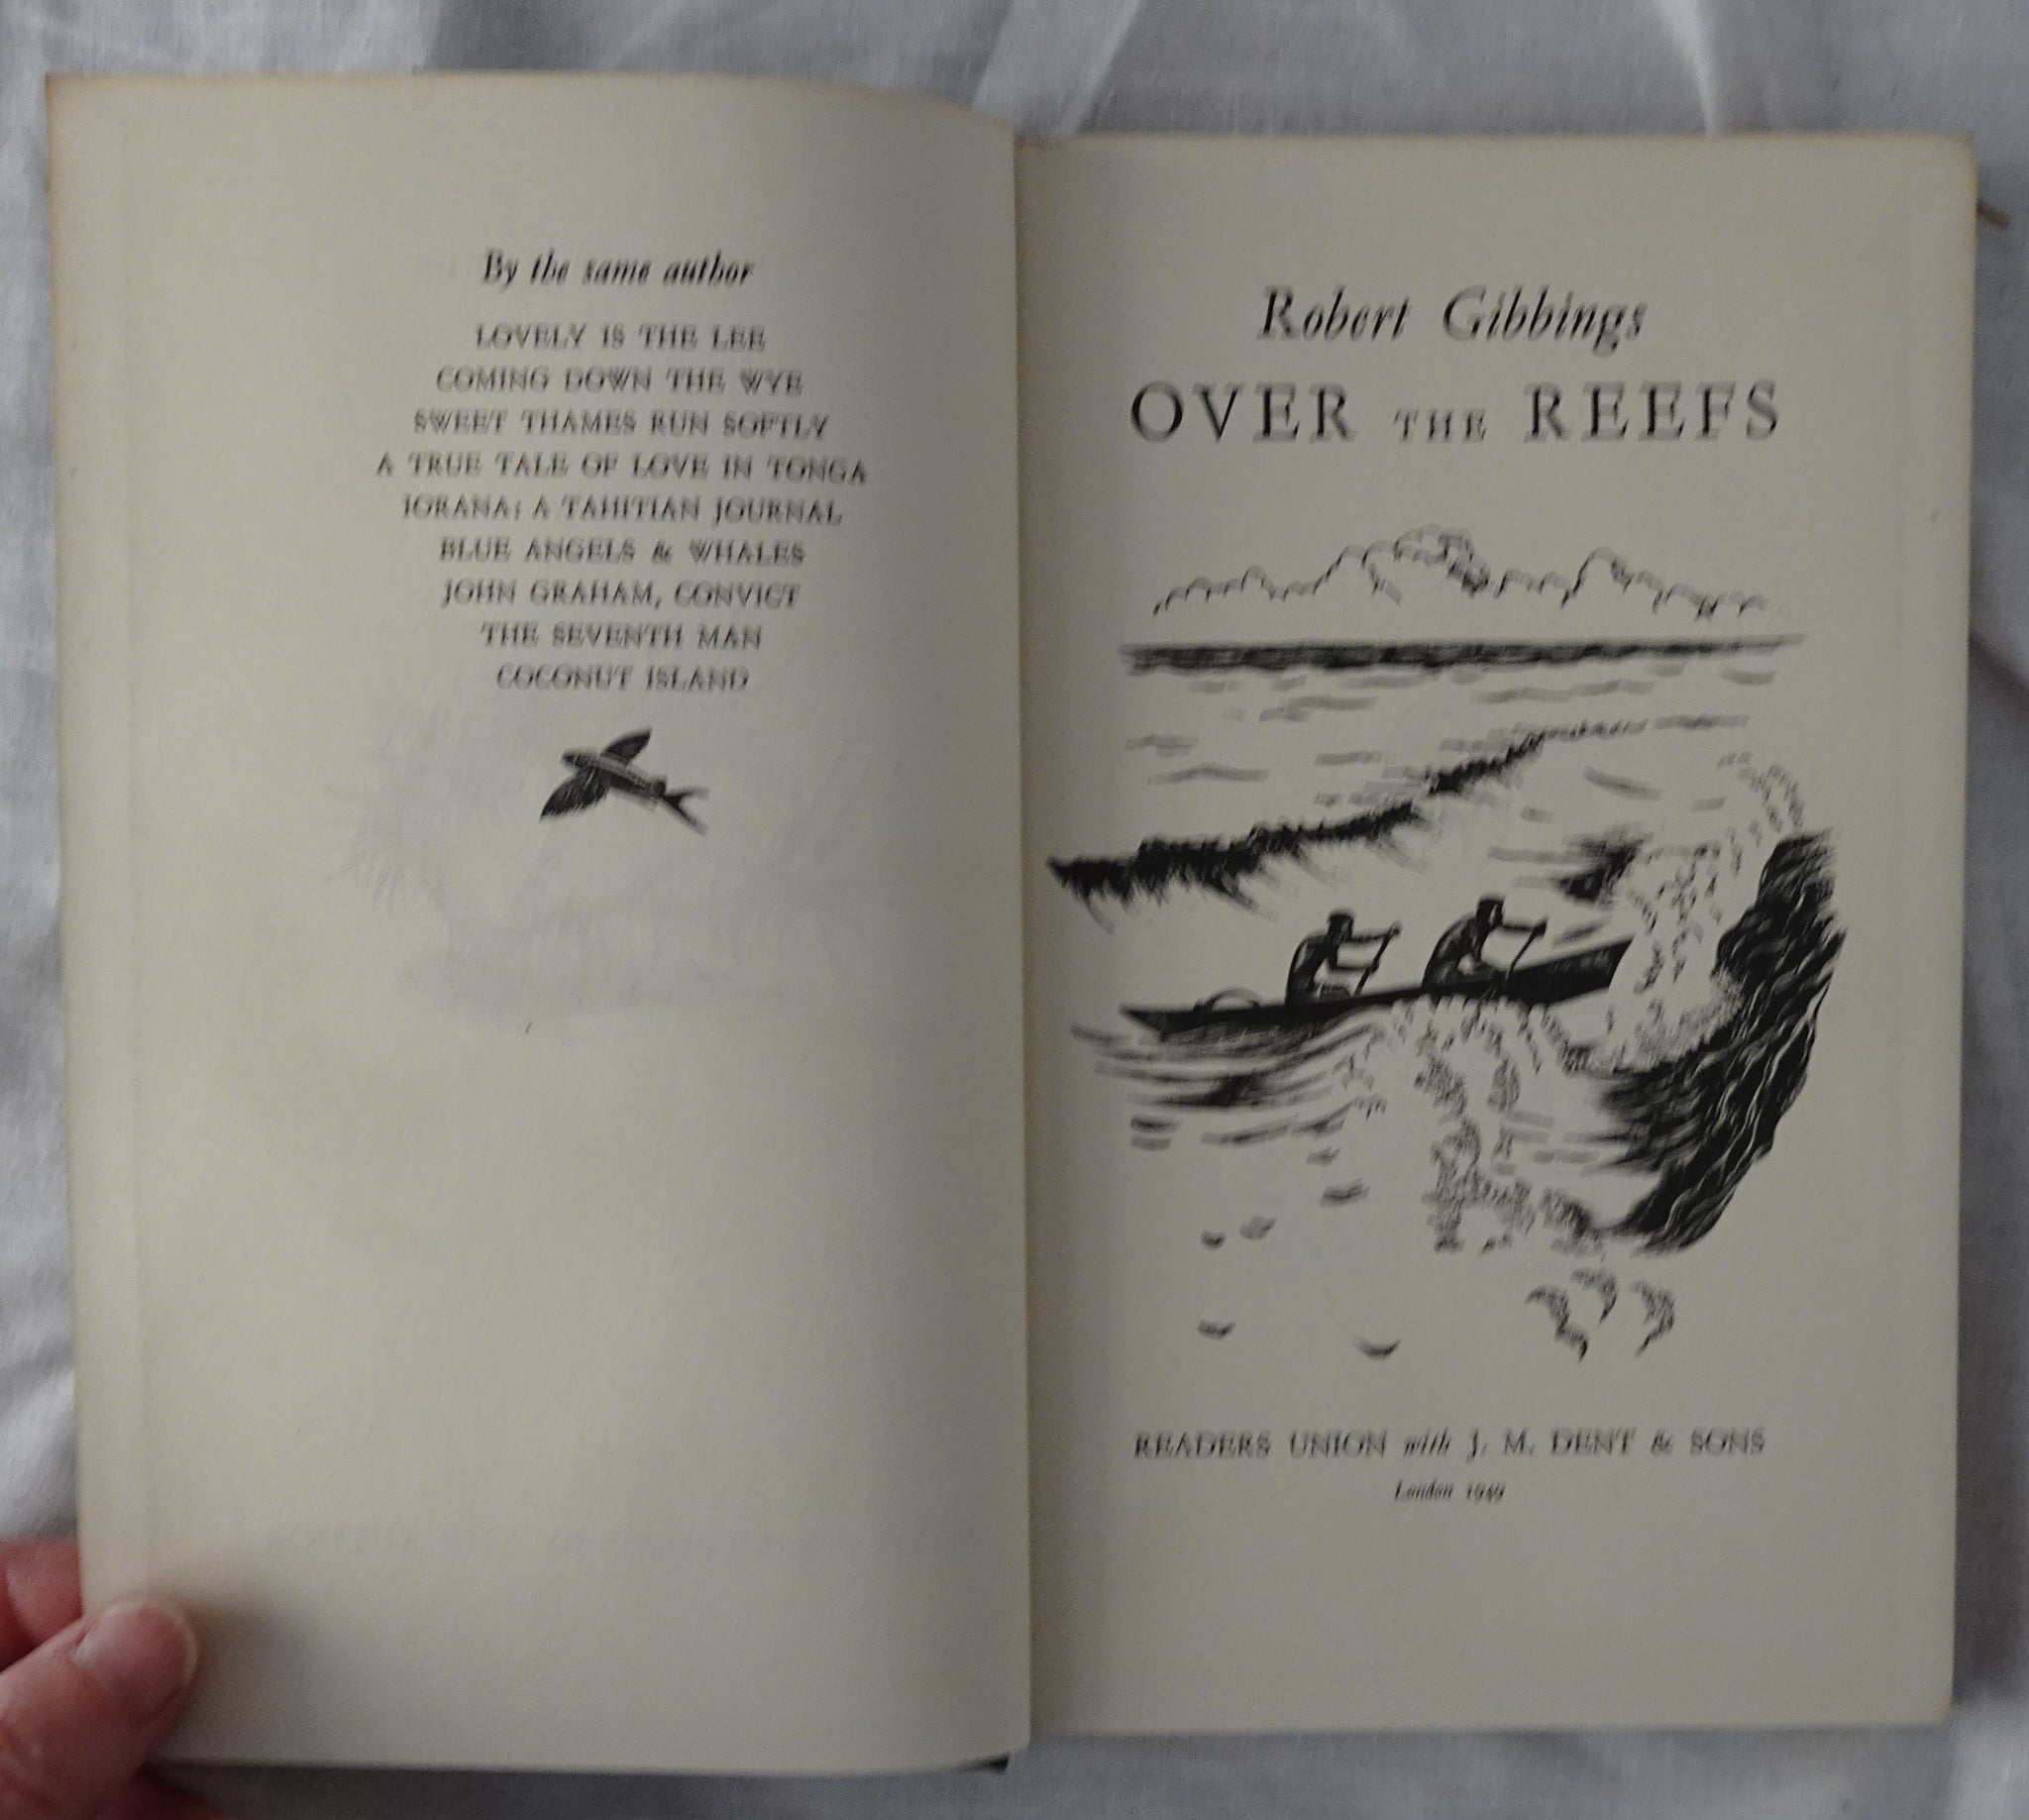 By the same author
LOVELY IS THE LEE
COMING DOWN THE WYE
SWEET THAMES RUN SOFTLY
A TRUE TALE OF LOVE IN TONGA
IORANA: A TAHITIAN JOURNAL
BLUE ANGELS & WHALES
JOHN GRAHAM, CONVICT
THE SEVENTH MAN
COCONUT ISLAND
Robert Gibbings
OVER THE REEFS
READERS UNION with J. M. DENT & SONS
London 1949